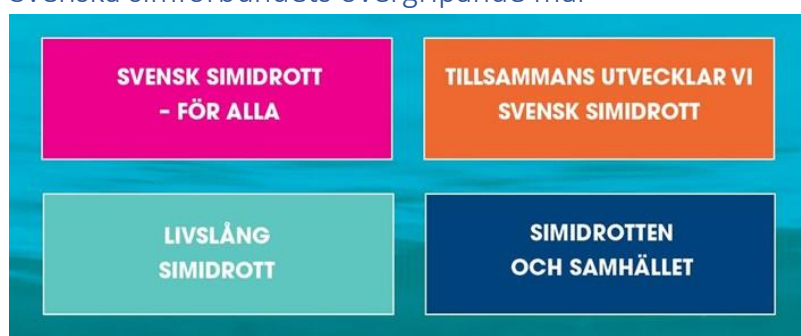 Svenska simförbundets övergripande mål
SVENSK SIMIDROTT
– FÖR ALLA
TILLSAMMANS UTVECKLAR VI
SVENSK SIMIDROTT
LIVSLÅNG
SIMIDROTT
SIMIDROTTEN
OCH SAMHÄLLET